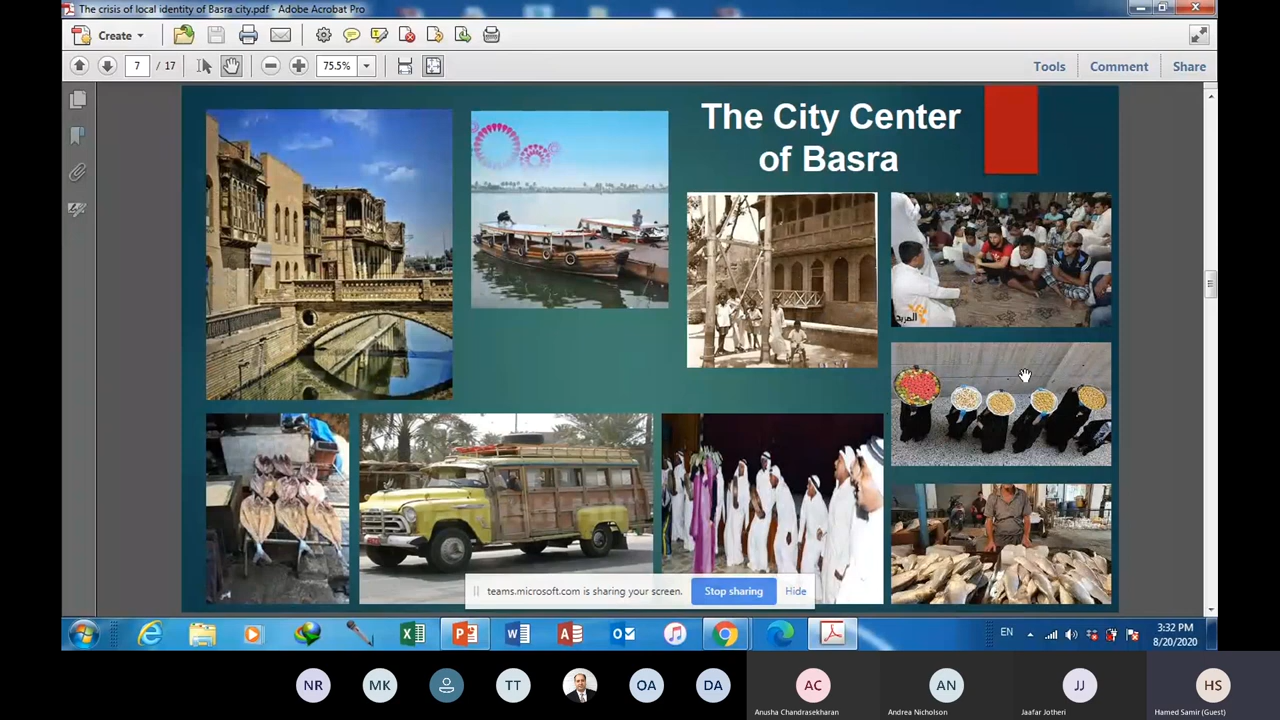 The crisis of local identity of Basra city.pdf - Adobe Acrobat Pro
Create
7 / 17
75.5%
Tools
Comment
Share
The City Center
of Basra
المربد
teams.microsoft.com is sharing your screen.
Stop sharing
Hide
EN
3:32 PM
8/20/2020
NR
MK
TT
OA
DA
AC
AN
JJ
HS
Anusha Chandrasekharan
Andrea Nicholson
Jaafar Jotheri
Hamed Samir (Guest)